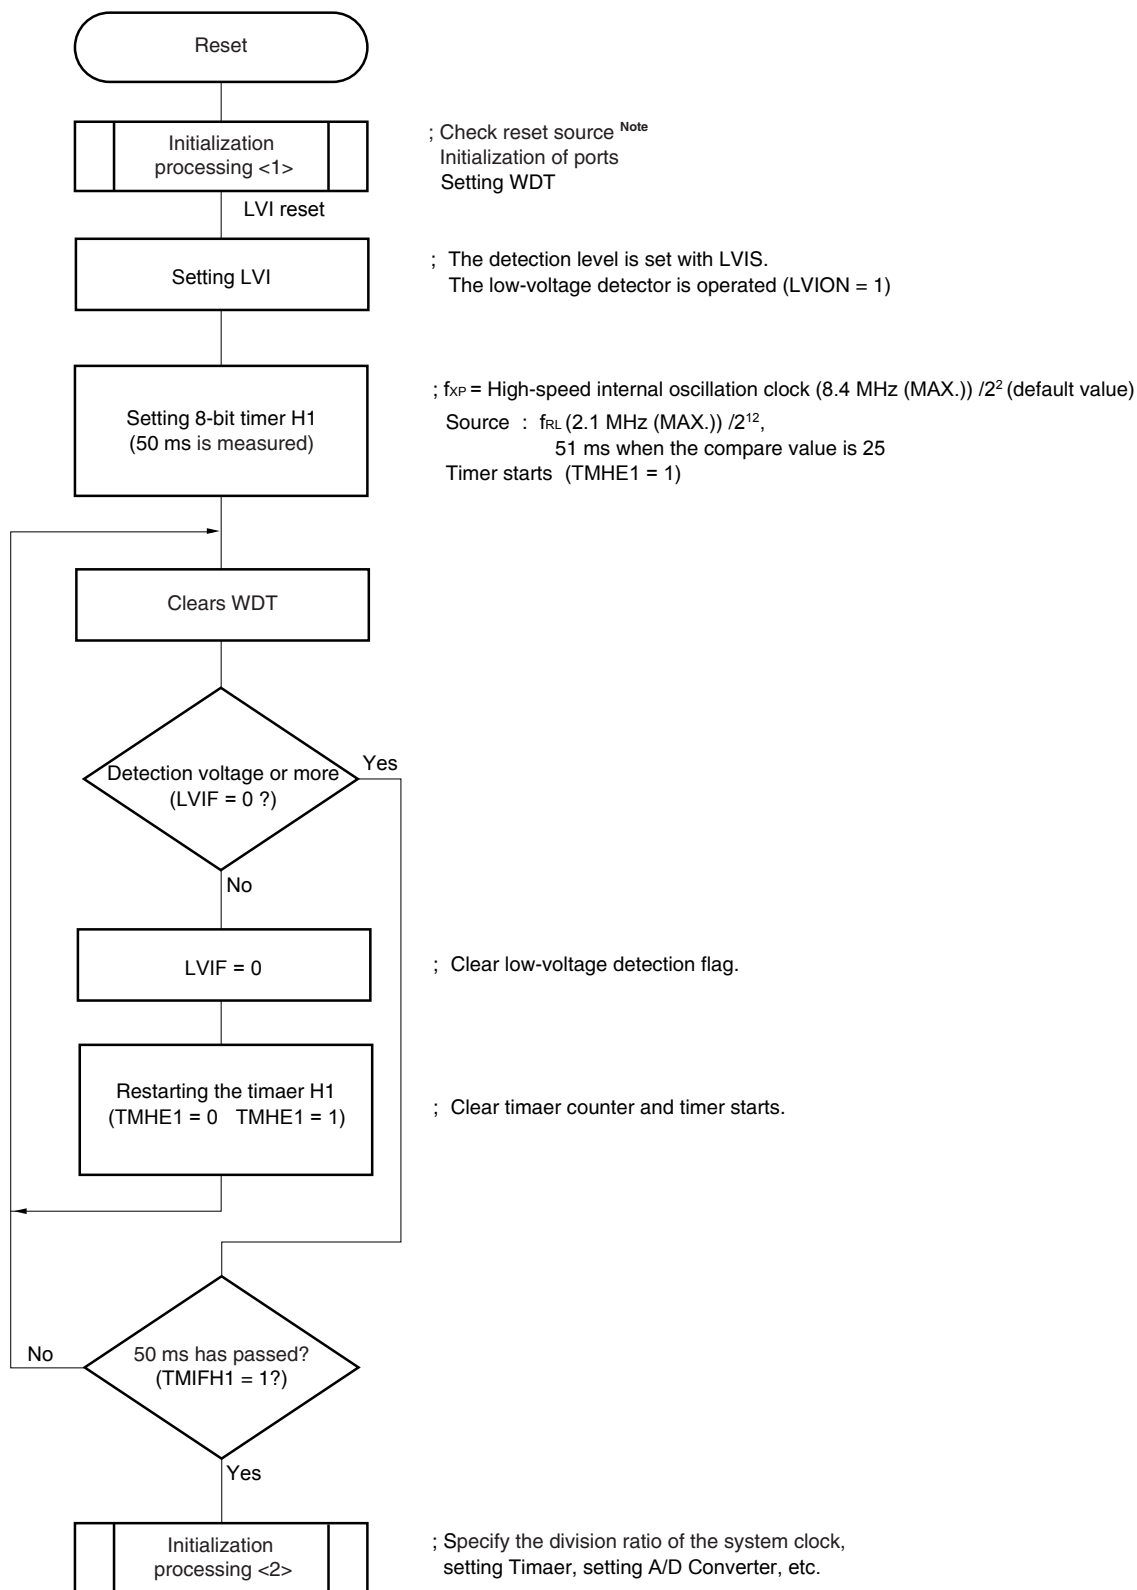 Reset
Initialization
processing <1>
; Check reset source Note
Initialization of ports
Setting WDT
LVI reset
Setting LVI
; The detection level is set with LVIS.
The low-voltage detector is operated (LVION = 1)
Setting 8-bit timer H1
(50 ms is measured)
; fXP = High-speed internal oscillation clock (8.4 MHz (MAX.)) /2² (default value)
Source : fRL (2.1 MHz (MAX.)) /2¹²,
51 ms when the compare value is 25
Timer starts (TMHE1 = 1)
Clears WDT
Detection voltage or more
(LVIF = 0 ?)
Yes
No
LVIF = 0
; Clear low-voltage detection flag.
Restarting the timaer H1
(TMHE1 = 0 TMHE1 = 1)
; Clear timaer counter and timer starts.
50 ms has passed?
(TMIFH1 = 1?)
No
Yes
Initialization
processing <2>
; Specify the division ratio of the system clock,
setting Timaer, setting A/D Converter, etc.